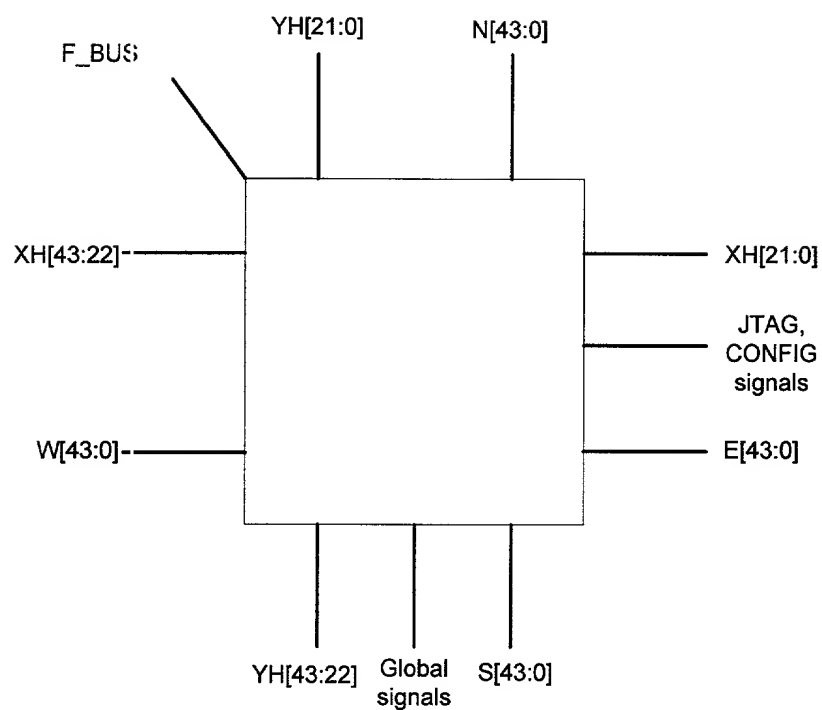 YH[21:0]
N[43:0]
F_BUS
XH[43:22]
XH[21:0]
JTAG,
CONFIG
signals
W[43:0]
E[43:0]
YH[43:22]
Global
signals
S[43:0]